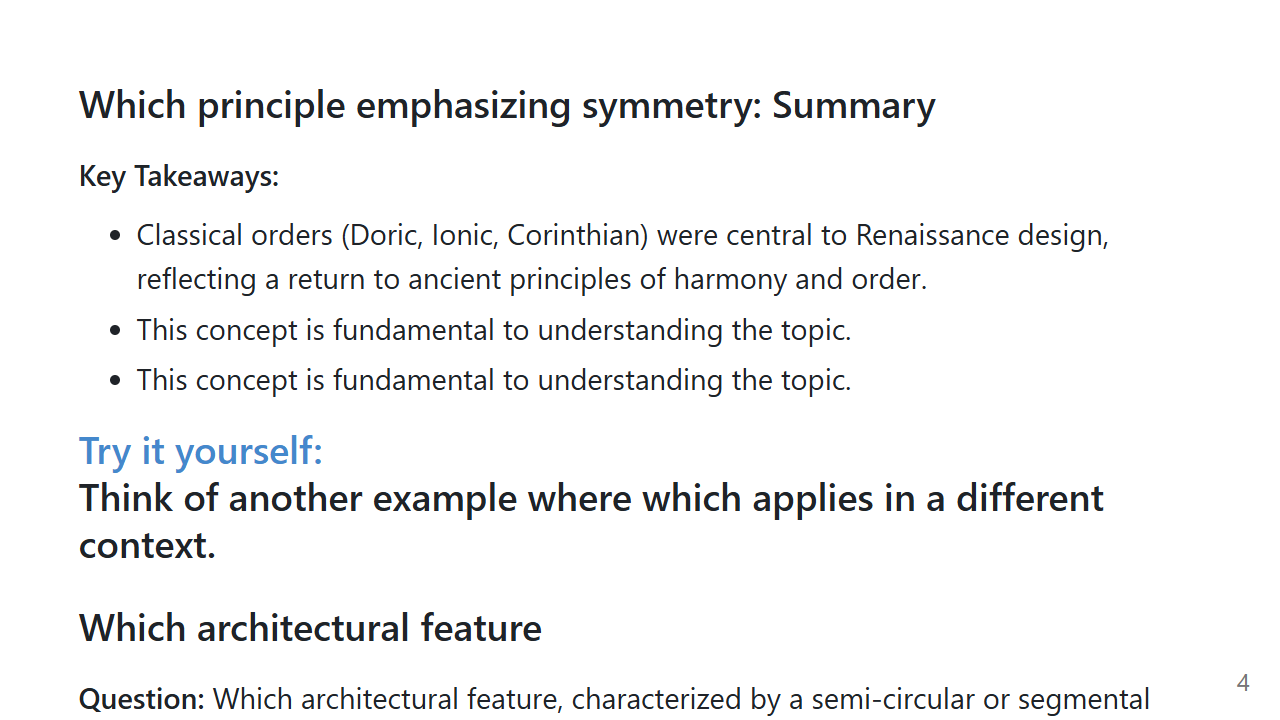 Which principle emphasizing symmetry: Summary
Key Takeaways:
• Classical orders (Doric, Ionic, Corinthian) were central to Renaissance design,
reflecting a return to ancient principles of harmony and order.
• This concept is fundamental to understanding the topic.
• This concept is fundamental to understanding the topic.
Try it yourself:
Think of another example where which applies in a different
context.
Which architectural feature
Question: Which architectural feature, characterized by a semi-circular or segmental
4